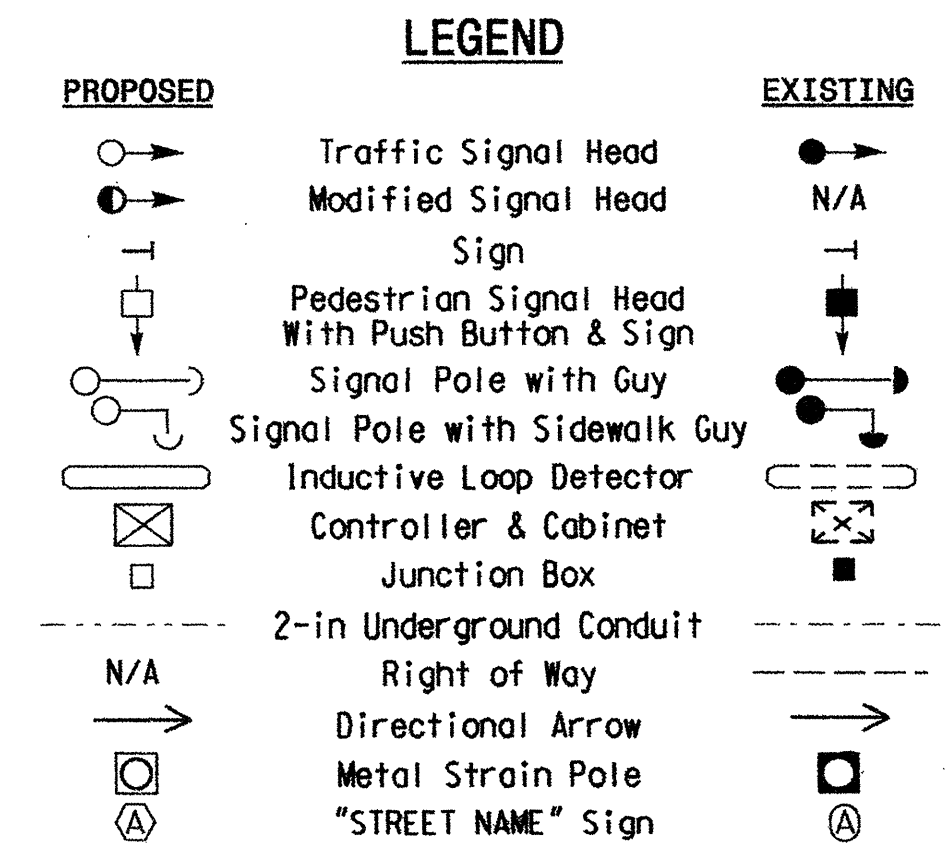 LEGEND
PROPOSED EXISTING
Traffic Signal Head
Modified Signal Head N/A
Sign
Pedestrian Signal Head
With Push Button & Sign
Signal Pole with Guy
Signal Pole with Sidewalk Guy
Inductive Loop Detector
Controller & Cabinet
Junction Box
2-in Underground Conduit
N/A Right of Way
Directional Arrow
Metal Strain Pole
A "STREET NAME" Sign A